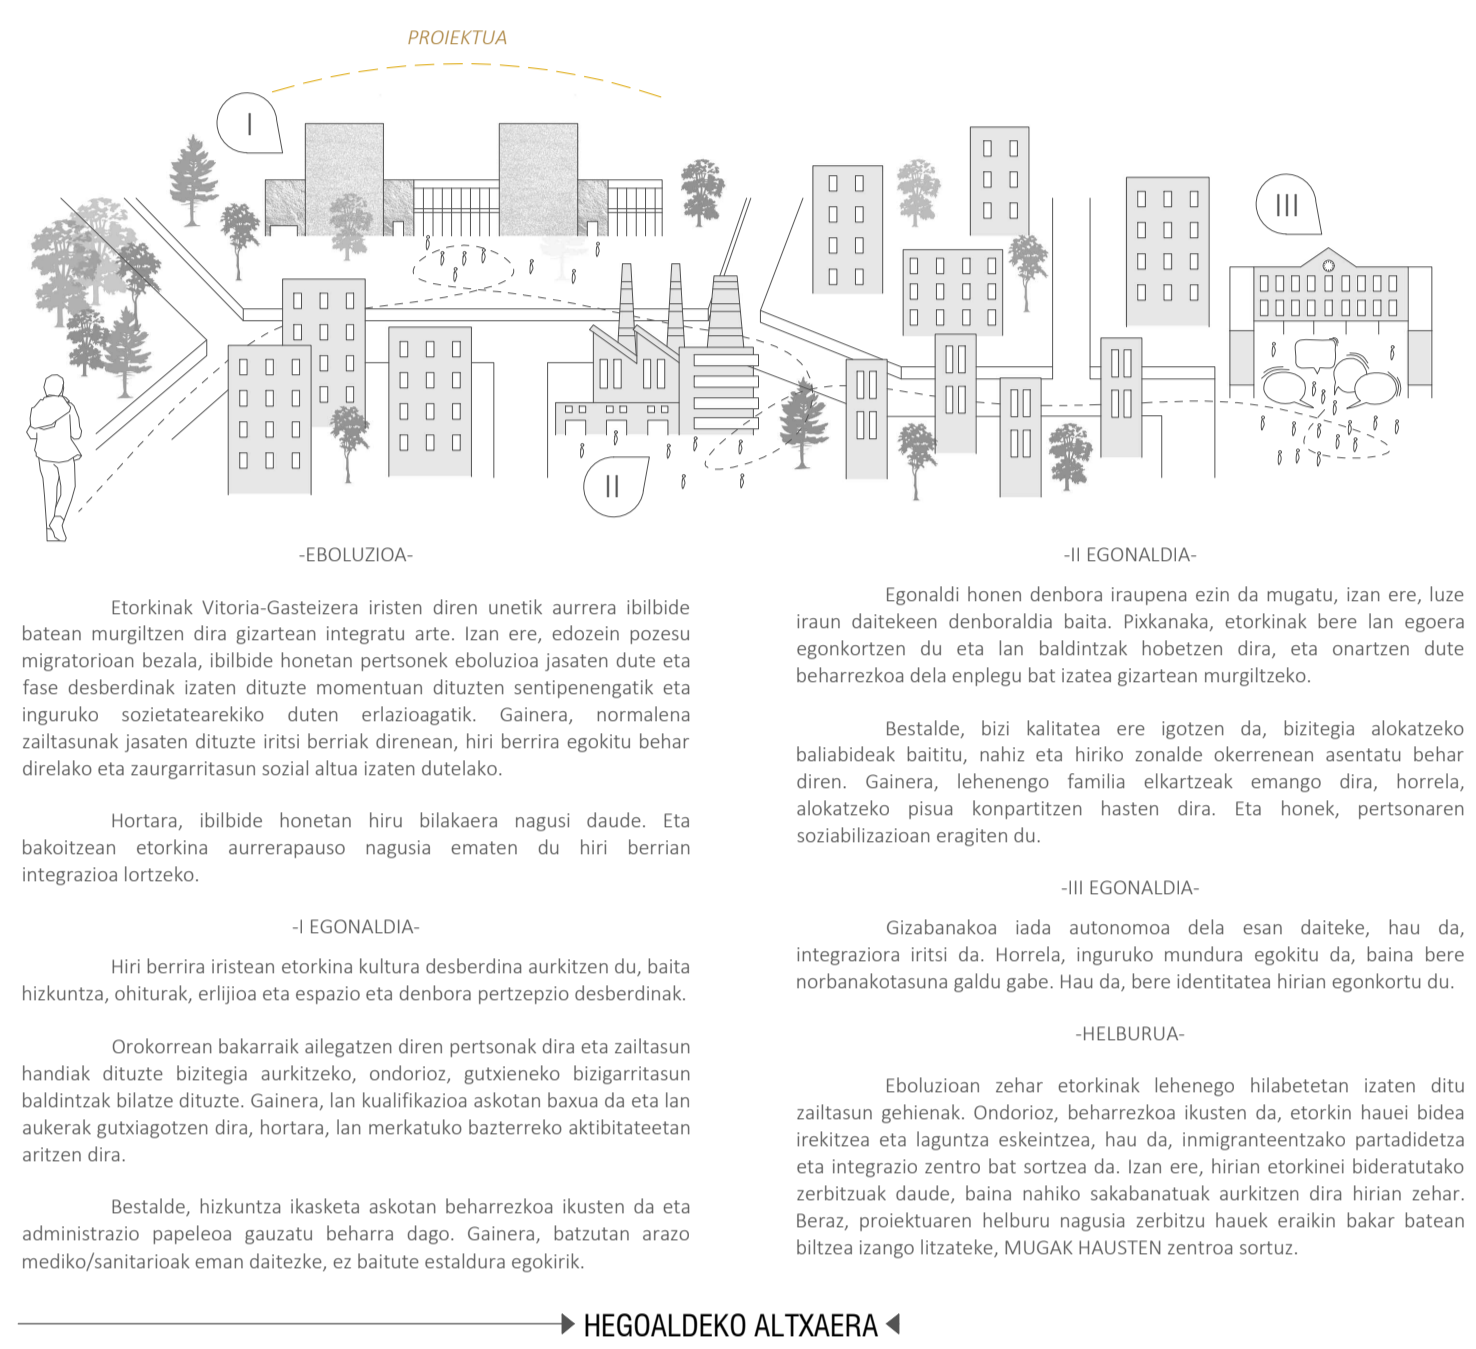 PROIEKTUA
I
III
II
-EBOLUZIOA-
Etorkinak Vitoria-Gasteizera iristen diren unetik aurrera ibilbide
batean murgiltzen dira gizartean integratu arte. Izan ere, edozein pozesu
migratorioan bezala, ibilbide honetan pertsonek eboluzioa jasaten dute eta
fase desberdinak izaten dituzte momentuan dituzten sentipenengatik eta
inguruko sozietatearekiko duten erlazioagatik. Gainera, normalena
zailtasunak jasaten dituzte iritsi berriak direnean, hiri berrira egokitu behar
direlako eta zaurgarritasun sozial altua izaten dutelako.
Hortara, ibilbide honetan hiru bilakaera nagusi daude. Eta
bakoitzean etorkina aurrerapauso nagusia ematen du hiri berrian
integrazioa lortzeko.
-I EGONALDIA-
Hiri berrira iristean etorkina kultura desberdina aurkitzen du, baita
hizkuntza, ohiturak, erlijioa eta espazio eta denbora pertzepzio desberdinak.
Orokorrean bakarraik ailegatzen diren pertsonak dira eta zailtasun
handiak dituzte bizitegia aurkitzeko, ondorioz, gutxieneko bizigarritasun
baldintzak bilatze dituzte. Gainera, lan kualifikazioa askotan baxua da eta lan
aukerak gutxiagotzen dira, hortara, lan merkatuko bazterreko aktibitateetan
aritzen dira.
Bestalde, hizkuntza ikasketa askotan beharrezkoa ikusten da eta
administrazio papeleoa gauzatu beharra dago. Gainera, batzutan arazo
mediko/sanitarioak eman daitezke, ez baitute estaldura egokirik.
-II EGONALDIA-
Egonaldi honen denbora iraupena ezin da mugatu, izan ere, luze
iraun daitekeen denboraldia baita. Pixkanaka, etorkinak bere lan egoera
egonkortzen du eta lan baldintzak hobetzen dira, eta onartzen dute
beharrezkoa dela enplegu bat izatea gizartean murgiltzeko.
Bestalde, bizi kalitatea ere igotzen da, bizitegia alokatzeko
baliabideak baititu, nahiz eta hiriko zonalde okerrenean asentatu behar
diren. Gainera, lehenengo familia elkartzeak emango dira, horrela,
alokatzeko pisua konpartitzen hasten dira. Eta honek, pertsonaren
soziabilizazioan eragiten du.
-III EGONALDIA-
Gizabanakoa iada autonomoa dela esan daiteke, hau da,
integraziora iritsi da. Horrela, inguruko mundura egokitu da, baina bere
norbanakotasuna galdu gabe. Hau da, bere identitatea hirian egonkortu du.
-HELBURUA-
Eboluzioan zehar etorkinak lehenego hilabetetan izaten ditu
zailtasun gehienak. Ondorioz, beharrezkoa ikusten da, etorkin hauei bidea
irekitzea eta laguntza eskeintzea, hau da, inmigranteentzako partadidetza
eta integrazio zentro bat sortzea da. Izan ere, hirian etorkinei bideratutako
zerbitzuak daude, baina nahiko sakabanatuak aurkitzen dira hirian zehar.
Beraz, proiektuaren helburu nagusia zerbitzu hauek eraikin bakar batean
biltzea izango litzateke, MUGAK HAUSTEN zentroa sortuz.
HEGOALDEKO ALTXAERA